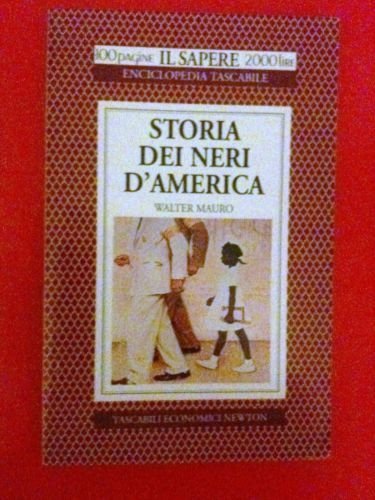 100 pagine IL SAPERE 2000 lire
ENCICLOPEDIA TASCABILE
STORIA
DEI NERI
D'AMERICA
WALTER MAURO
TASCABILI ECONOMICI NEWTON